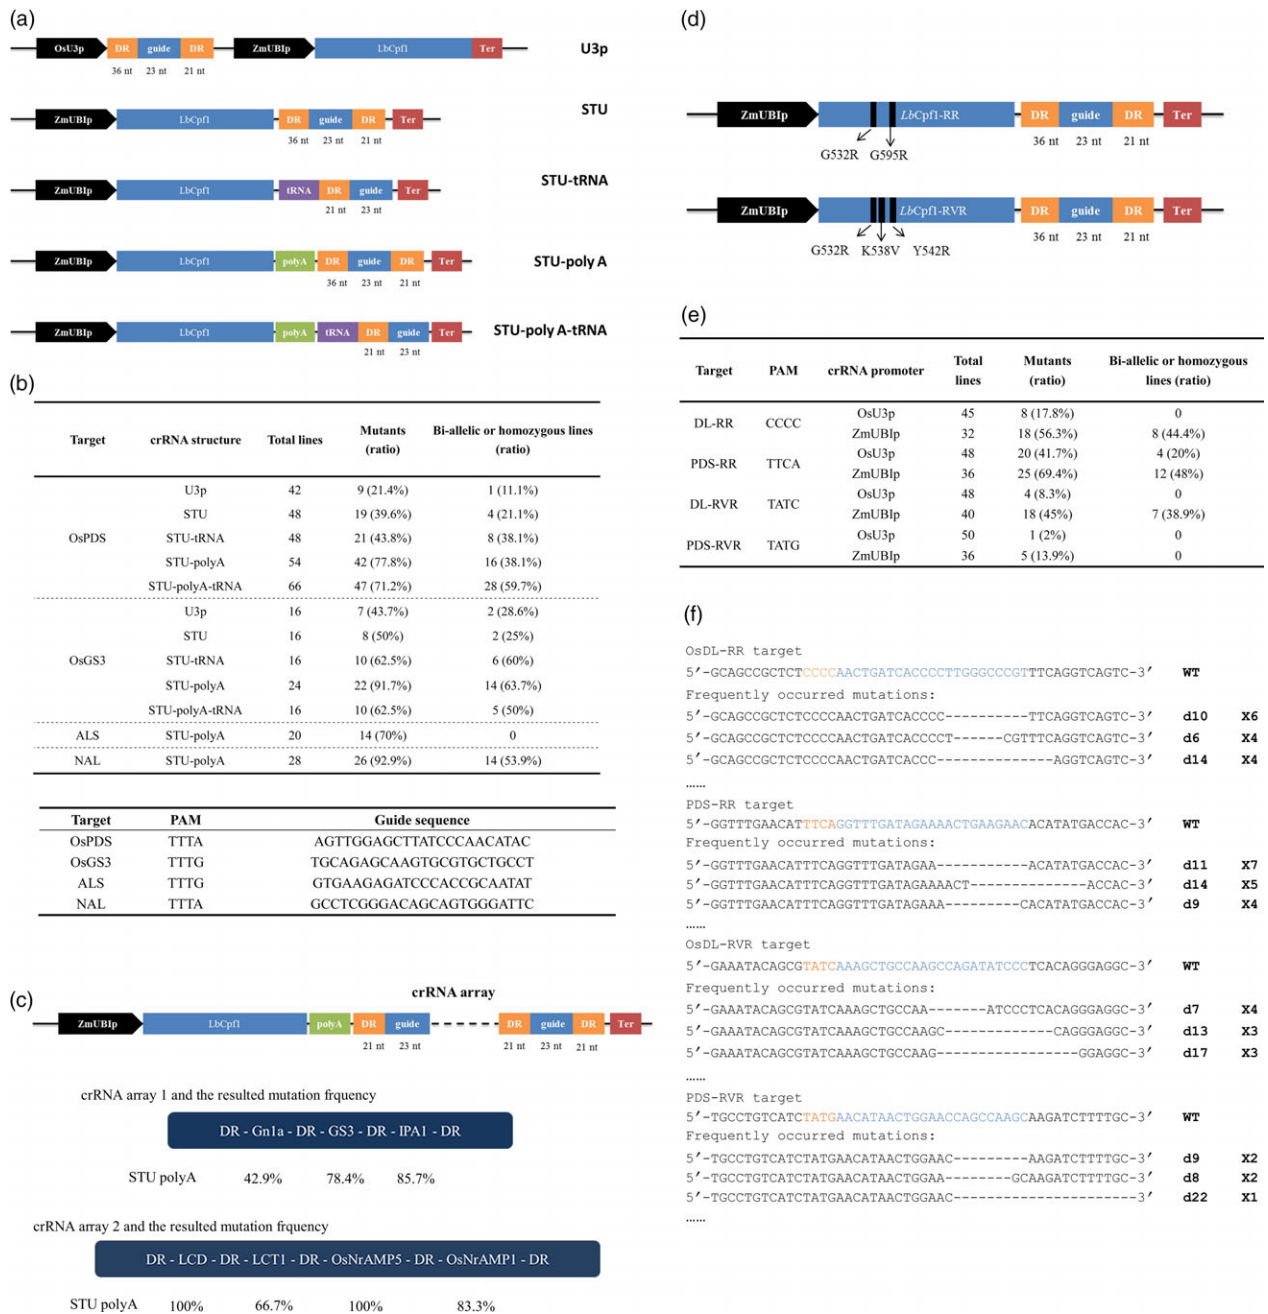 (a)
OsU3p DR guide DR ZmUBIp LbCpf1 Ter U3p
36 nt 23 nt 21 nt
STU
ZmUBIp LbCpf1 DR guide DR Ter
36 nt 23 nt 21 nt
STU-tRNA
ZmUBIp LbCpf1 tRNA DR guide Ter
21 nt 23 nt
STU-poly A
ZmUBIp LbCpf1 polyA DR guide DR Ter
36 nt 23 nt 21 nt
STU-poly A-tRNA
ZmUBIp LbCpf1 polyA tRNA DR guide Ter
21 nt 23 nt
(b)
Target crRNA structure Total lines Mutants (ratio) Bi-allelic or homozygous lines (ratio)
U3p 42 9 (21.4%) 1 (11.1%)
STU 48 19 (39.6%) 4 (21.1%)
OsPDS STU-tRNA 48 21 (43.8%) 8 (38.1%)
STU-polyA 54 42 (77.8%) 16 (38.1%)
STU-polyA-tRNA 66 47 (71.2%) 28 (59.7%)
U3p 16 7 (43.7%) 2 (28.6%)
STU 16 8 (50%) 2 (25%)
OsGS3 STU-tRNA 16 10 (62.5%) 6 (60%)
STU-polyA 24 22 (91.7%) 14 (63.7%)
STU-polyA-tRNA 16 10 (62.5%) 5 (50%)
ALS STU-polyA 20 14 (70%) 0
NAL STU-polyA 28 26 (92.9%) 14 (53.9%)
Target PAM Guide sequence
OsPDS TTTA AGTTGGAGCTTATCCCAACATAC
OsGS3 TTTG TGCAGAGCAAGTGCGTGCTGCCT
ALS TTTG GTGAAGAGATCCCACCGCAATAT
NAL TTTA GCCTCGGGACAGCAGTGGGATTC
(c)
crRNA array
ZmUBIp LbCpf1 polyA DR guide DR guide DR Ter
21 nt 23 nt 21 nt 23 nt 21 nt
crRNA array 1 and the resulted mutation frquency
DR - Gn1a - DR - GS3 - DR - IPA1 - DR
STU polyA 42.9% 78.4% 85.7%
crRNA array 2 and the resulted mutation frquency
DR - LCD - DR - LCT1 - DR - OsNrAMP5 - DR - OsNrAMP1 - DR
STU polyA 100% 66.7% 100% 83.3%
(d)
ZmUBIp LbCpf1-RR DR guide DR Ter
G532R G595R 36 nt 23 nt 21 nt
ZmUBIp LbCpf1-RVR DR guide DR Ter
G532R K538V Y542R 36 nt 23 nt 21 nt
(e)
Target PAM crRNA promoter Total lines Mutants (ratio) Bi-allelic or homozygous lines (ratio)
DL-RR CCCC OsU3p 45 8 (17.8%) 0
ZmUBIp 32 18 (56.3%) 8 (44.4%)
PDS-RR TTCA OsU3p 48 20 (41.7%) 4 (20%)
ZmUBIp 36 25 (69.4%) 12 (48%)
DL-RVR TATC OsU3p 48 4 (8.3%) 0
ZmUBIp 40 18 (45%) 7 (38.9%)
PDS-RVR TATG OsU3p 50 1 (2%) 0
ZmUBIp 36 5 (13.9%) 0
(f)
OsDL-RR target
5′-GCAGCCGCTCTCCCCAACTGATCACCCCTTGGGCCCGTTTCAGGTCAGTC-3′ WT
Frequently occurred mutations:
5′-GCAGCCGCTCTCCCCAACTGATCACCCC----------TTCAGGTCAGTC-3′ d10 X6
5′-GCAGCCGCTCTCCCCAACTGATCACCCCT------CGTTTCAGGTCAGTC-3′ d6 X4
5′-GCAGCCGCTCTCCCCAACTGATCACCC--------------AGGTCAGTC-3′ d14 X4
......
PDS-RR target
5′-GGTTTGAACATTTCAGGTTTGATAGAAAACTGAAGAACACATATGACCAC-3′ WT
Frequently occurred mutations:
5′-GGTTTGAACATTTCAGGTTTGATAGAA-----------ACATATGACCAC-3′ d11 X7
5′-GGTTTGAACATTTCAGGTTTGATAGAAAACT--------------ACCAC-3′ d14 X5
5′-GGTTTGAACATTTCAGGTTTGATAGAAA---------CACATATGACCAC-3′ d9 X4
......
OsDL-RVR target
5′-GAAATACAGCGTATCAAAGCTGCCAAGCCAGATATCCCTCACAGGGAGGC-3′ WT
Frequently occurred mutations:
5′-GAAATACAGCGTATCAAAGCTGCCAA-------ATCCCTCACAGGGAGGC-3′ d7 X4
5′-GAAATACAGCGTATCAAAGCTGCCAAGC-------------CAGGGAGGC-3′ d13 X3
5′-GAAATACAGCGTATCAAAGCTGCCAAG-----------------GGAGGC-3′ d17 X3
......
PDS-RVR target
5′-TGCCTGTCATCTATGAACATAACTGGAACCAGCCAAGCAAGATCTTTTGC-3′ WT
Frequently occurred mutations:
5′-TGCCTGTCATCTATGAACATAACTGGAAC---------AAGATCTTTTGC-3′ d9 X2
5′-TGCCTGTCATCTATGAACATAACTGGAA--------GCAAGATCTTTTGC-3′ d8 X2
5′-TGCCTGTCATCTATGAACATAACTGGAAC----------------------3′ d22 X1
......